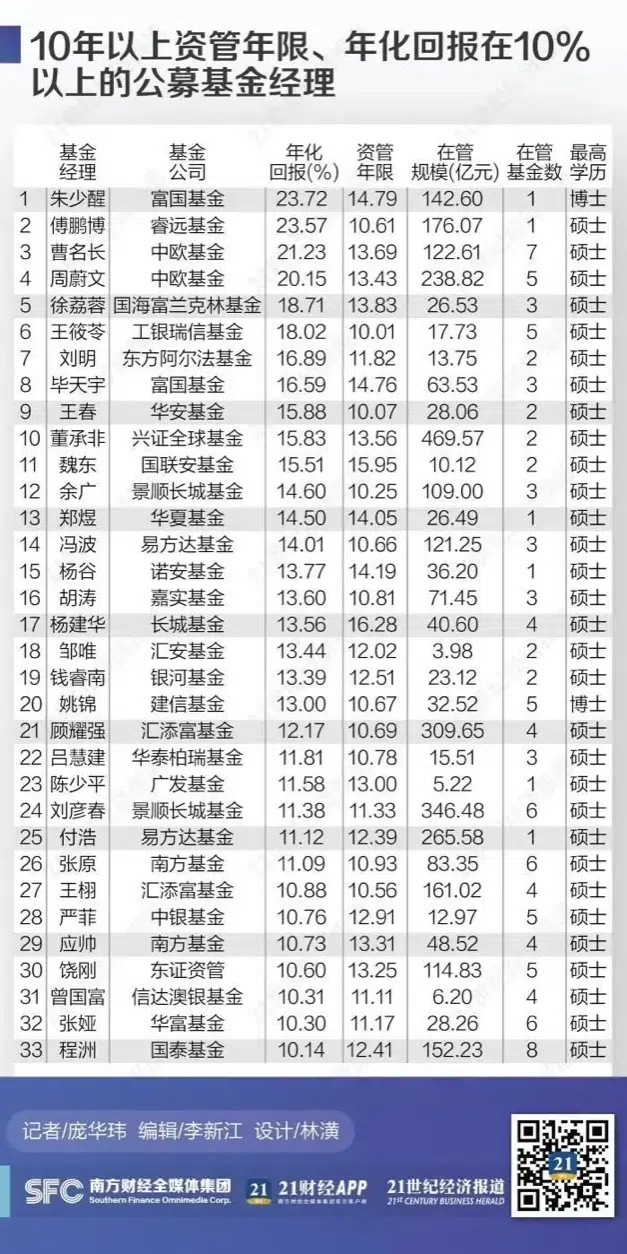 10年以上资管年限、年化回报在10%
以上的公募基金经理
基金经理 基金公司 年化回报(%) 资管年限 在管规模(亿元) 在管基金数 最高学历
1 朱少醒 富国基金 23.72 14.79 142.60 1 博士
2 傅鹏博 睿远基金 23.57 10.61 176.07 1 硕士
3 曹名长 中欧基金 21.23 13.69 122.61 7 硕士
4 周蔚文 中欧基金 20.15 13.43 238.82 5 硕士
5 徐荔蓉 国海富兰克林基金 18.71 13.83 26.53 3 硕士
6 王筱苓 工银瑞信基金 18.02 10.01 17.73 5 硕士
7 刘明 东方阿尔法基金 16.89 11.82 13.75 2 硕士
8 毕天宇 富国基金 16.59 14.76 63.53 3 硕士
9 王春 华安基金 15.88 10.07 28.06 2 硕士
10 董承非 兴证全球基金 15.83 13.56 469.57 2 硕士
11 魏东 国联安基金 15.51 15.95 10.12 2 硕士
12 余广 景顺长城基金 14.60 10.25 109.00 3 硕士
13 郑煜 华夏基金 14.50 14.05 26.49 1 硕士
14 冯波 易方达基金 14.01 10.66 121.25 3 硕士
15 杨谷 诺安基金 13.77 14.19 36.20 1 硕士
16 胡涛 嘉实基金 13.60 10.81 71.45 3 硕士
17 杨建华 长城基金 13.56 16.28 40.60 4 硕士
18 邹唯 汇安基金 13.44 12.02 3.98 2 硕士
19 钱睿南 银河基金 13.39 12.51 23.12 2 硕士
20 姚锦 建信基金 13.00 10.67 32.52 5 博士
21 顾耀强 汇添富基金 12.17 10.69 309.65 4 硕士
22 吕慧建 华泰柏瑞基金 11.81 10.78 15.51 3 硕士
23 陈少平 广发基金 11.58 13.00 5.22 1 硕士
24 刘彦春 景顺长城基金 11.38 11.33 346.48 6 硕士
25 付浩 易方达基金 11.12 12.39 265.58 1 硕士
26 张原 南方基金 11.09 10.93 83.35 6 硕士
27 王栩 汇添富基金 10.88 10.56 161.02 4 硕士
28 严菲 中银基金 10.76 12.91 12.97 5 硕士
29 应帅 南方基金 10.73 13.31 48.52 4 硕士
30 饶刚 东证资管 10.60 13.25 114.83 5 硕士
31 曾国富 信达澳银基金 10.31 11.11 6.20 4 硕士
32 张娅 华富基金 10.30 11.17 28.26 6 硕士
33 程洲 国泰基金 10.14 12.41 152.23 8 硕士
记者/庞华玮 编辑/李新江 设计/林潢
SFC 南方财经全媒体集团 21 21财经APP 21世纪经济报道
Southern Finance Omnimedia Corp. 南方财经全媒体集团官方客户端 21ST CENTURY BUSINESS HERALD
21